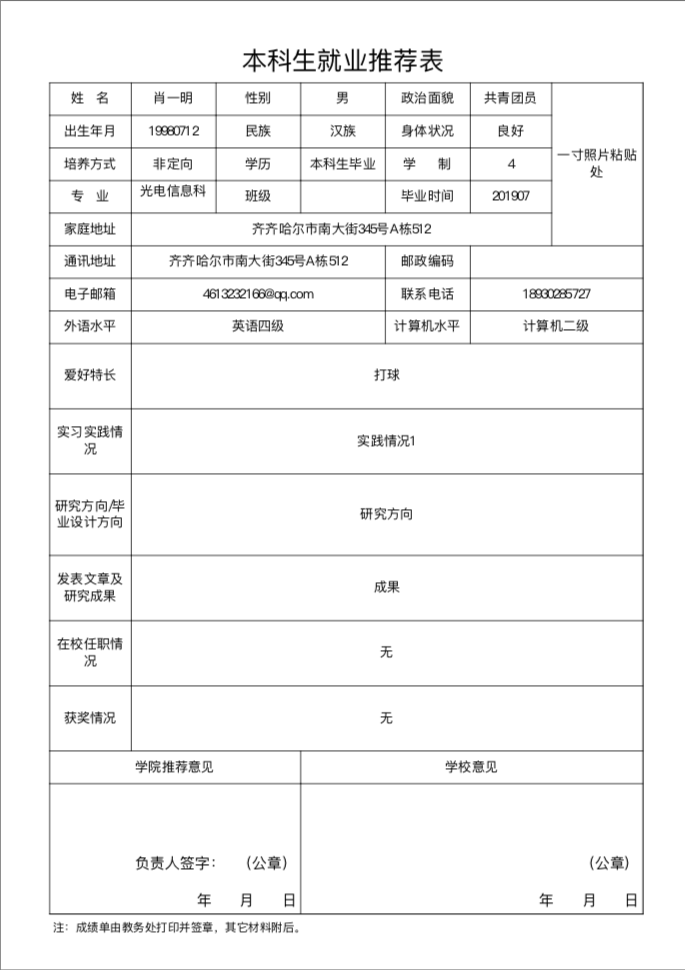 本科生就业推荐表
姓 名 肖一明 性别 男 政治面貌 共青团员
出生年月 19980712 民族 汉族 身体状况 良好
一寸照片粘贴
处
培养方式 非定向 学历 本科生毕业 学 制 4
专 业 光电信息科 班级 毕业时间 201907
家庭地址 齐齐哈尔市南大街345号A栋512
通讯地址 齐齐哈尔市南大街345号A栋512 邮政编码
电子邮箱 4613232166@qq.com 联系电话 18930285727
外语水平 英语四级 计算机水平 计算机二级
爱好特长 打球
实习实践情
况
实践情况1
研究方向/毕
业设计方向
研究方向
发表文章及
研究成果
成果
在校任职情
况
无
获奖情况 无
学院推荐意见 学校意见
负责人签字： （公章） （公章）
年 月 日 年 月 日
注：成绩单由教务处打印并签章，其它材料附后。